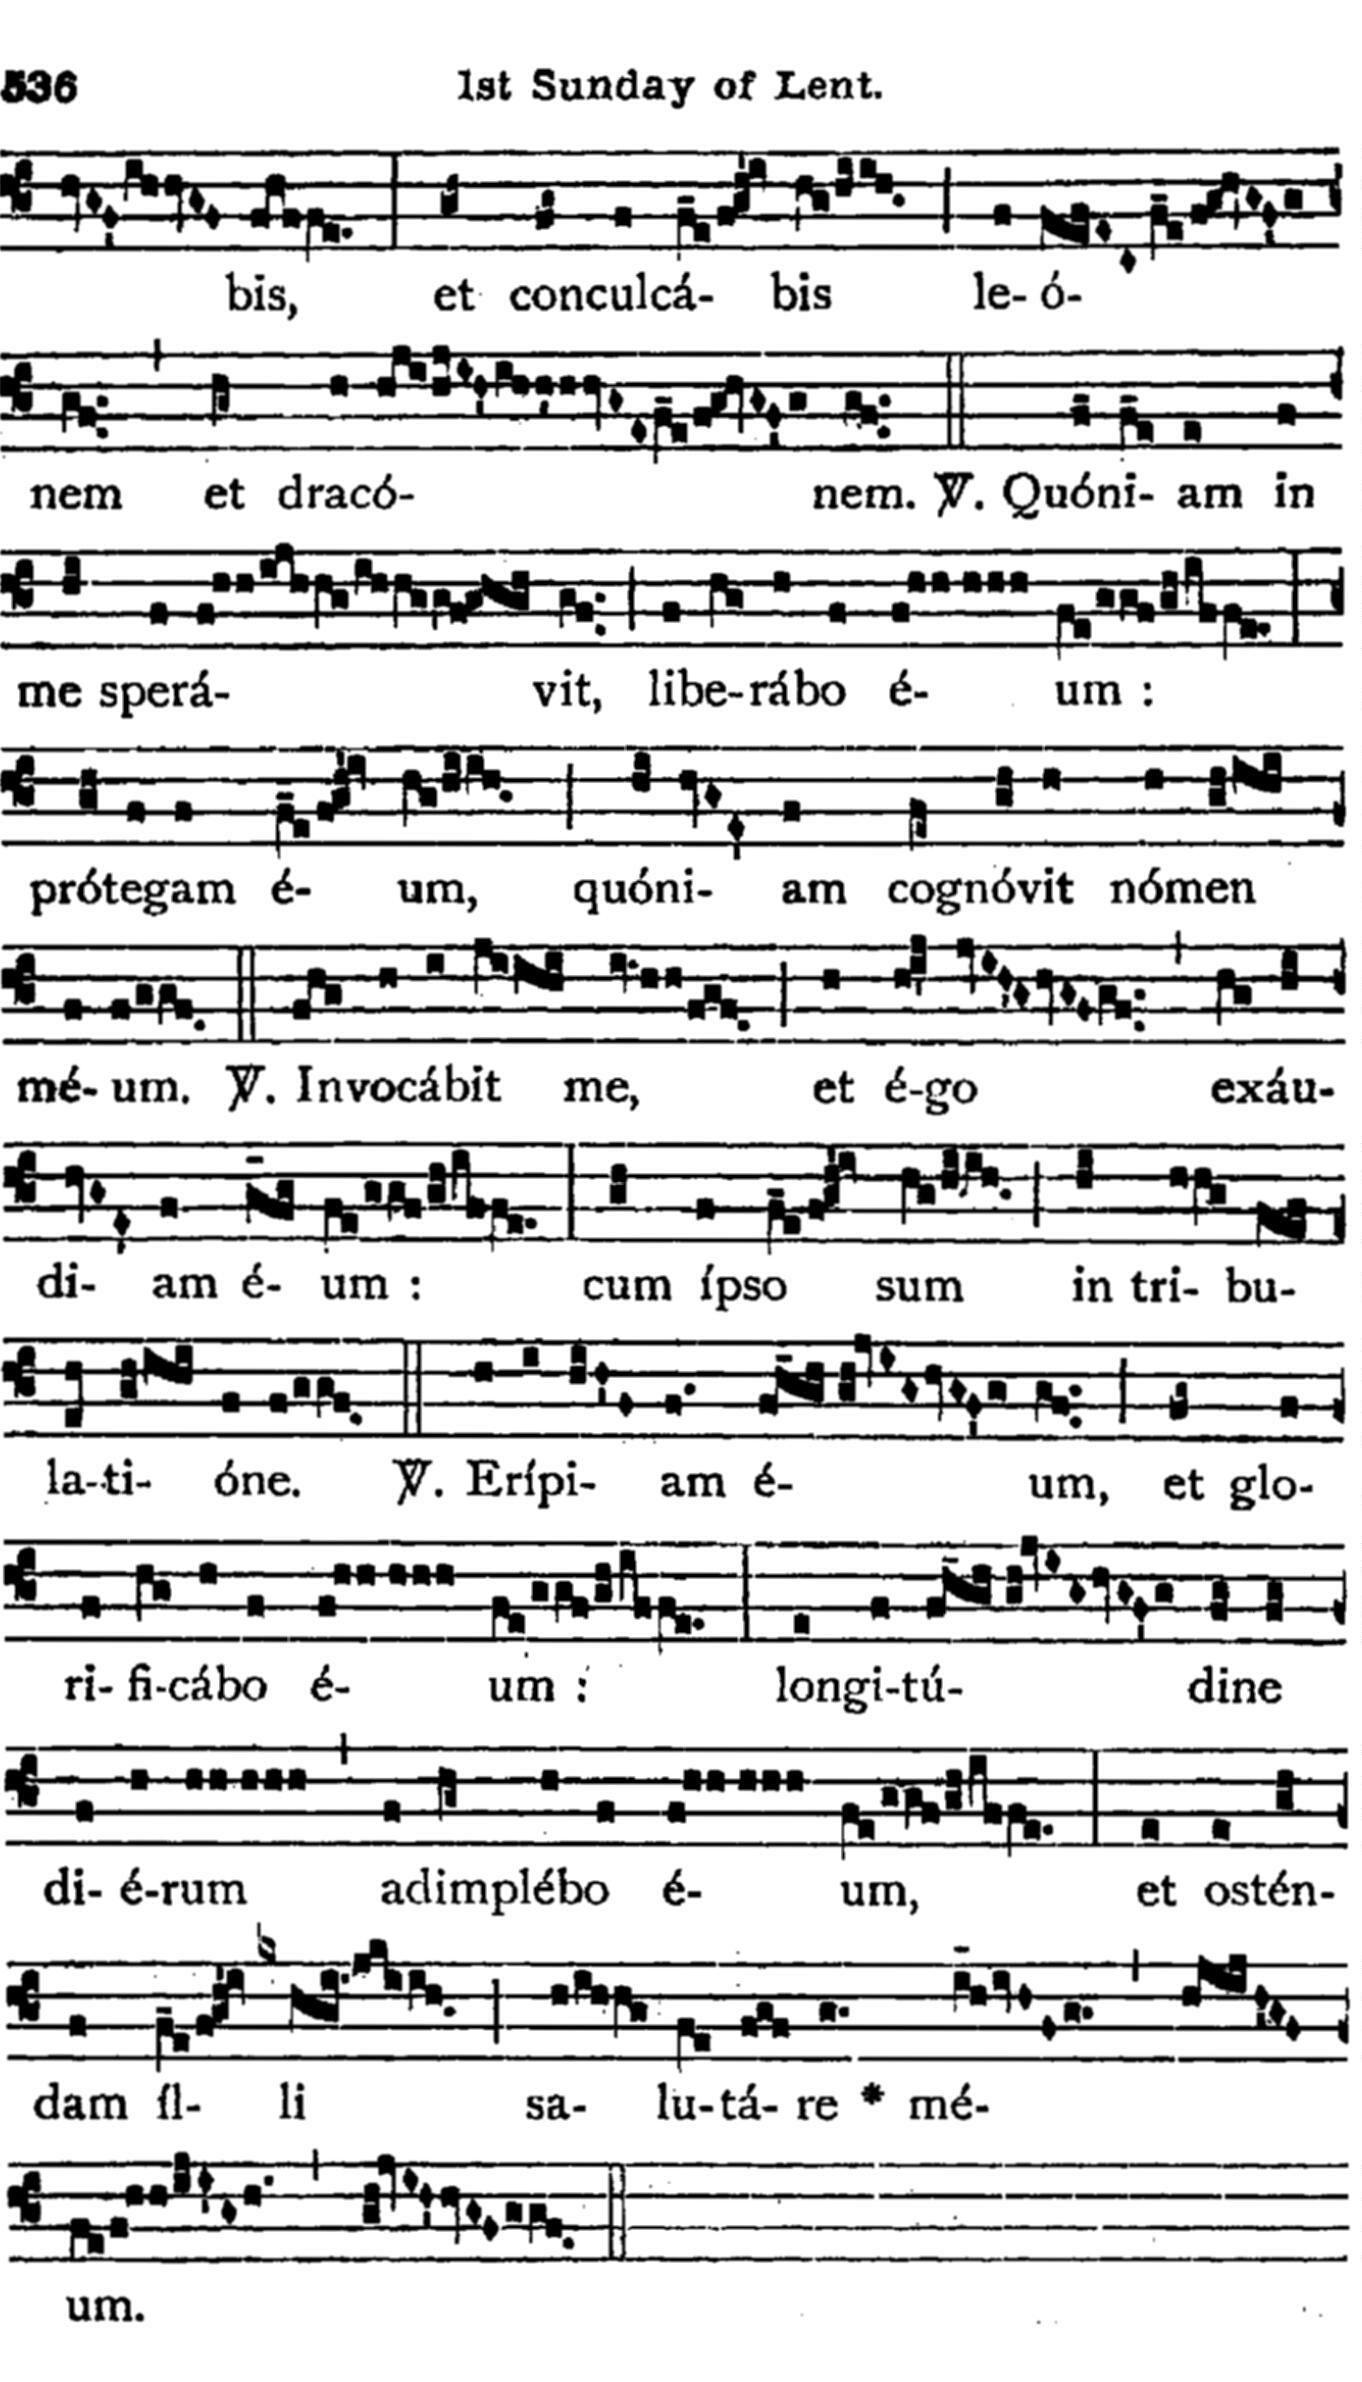 536
1st Sunday of Lent.
bis, et conculcá- bis le- ó-
nem et dracó- nem. ℣. Quóni- am in
me sperá- vit, libe-rábo é- um :
prótegam é- um, quóni- am cognóvit nómen
mé- um. ℣. Invocábit me, et é-go exáu-
di- am é- um : cum ípso sum in tri- bu-
la-ti- óne. ℣. Erípi- am é- um, et glo-
ri- fi-cábo é- um : longi-tú- dine
di- é-rum adimplébo é- um, et ostén-
dam íl- li sa- lu-tá- re * mé-
um.